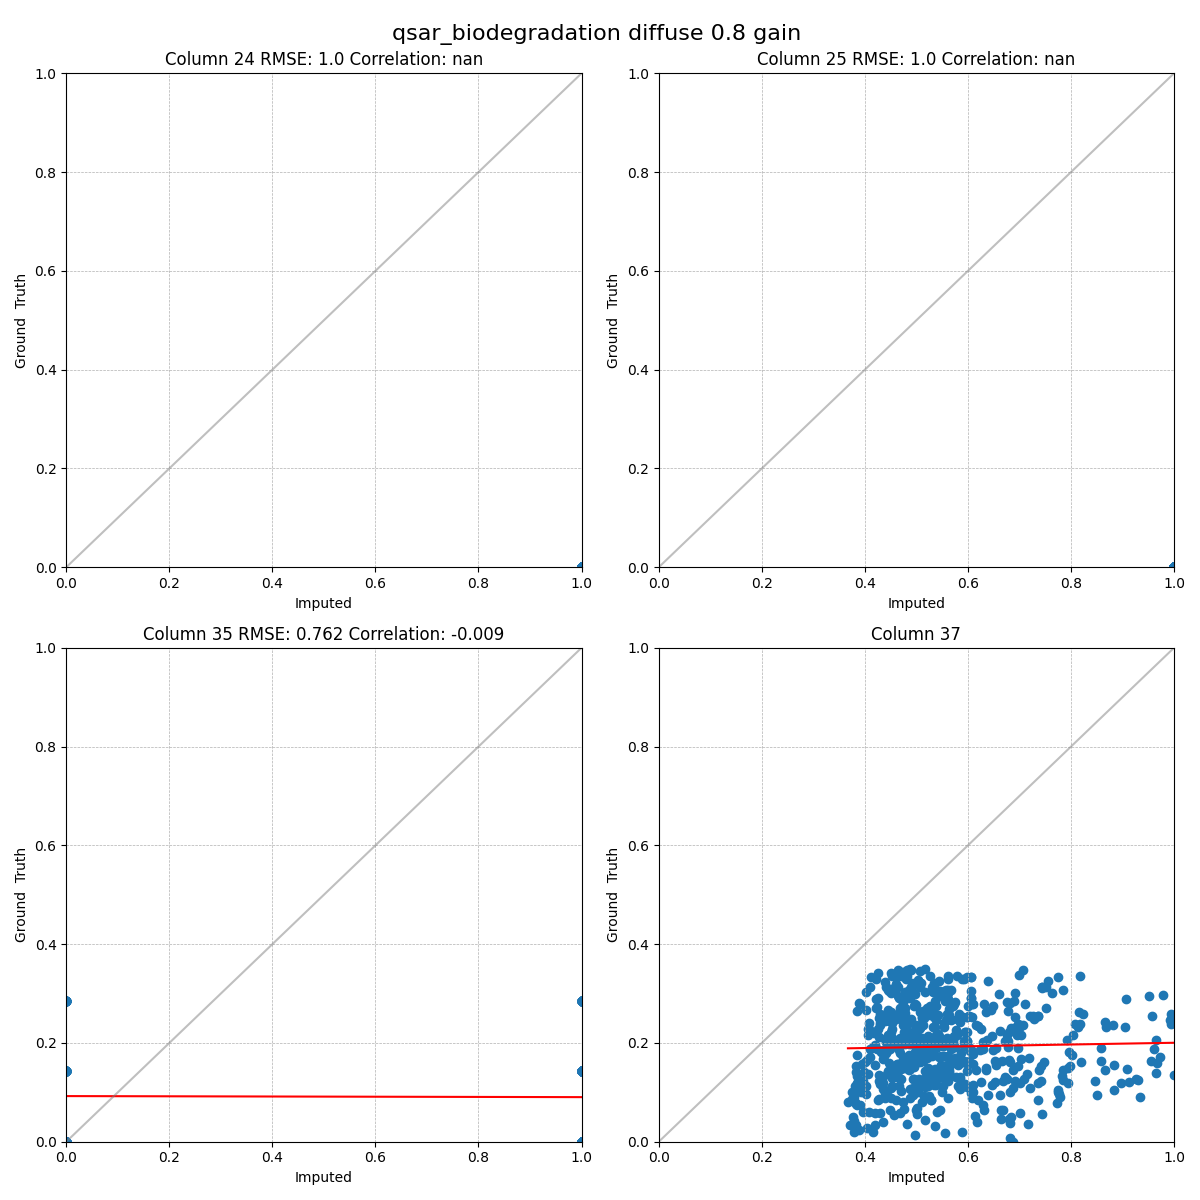 qsar_biodegradation diffuse 0.8 gain
Column 24 RMSE: 1.0 Correlation: nan
1.0
0.8
0.6
0.4
0.2
0.0
Ground Truth
0.0 0.2 0.4 0.6 0.8 1.0
Imputed
Column 25 RMSE: 1.0 Correlation: nan
1.0
0.8
0.6
0.4
0.2
0.0
Ground Truth
0.0 0.2 0.4 0.6 0.8 1.0
Imputed
Column 35 RMSE: 0.762 Correlation: -0.009
1.0
0.8
0.6
0.4
0.2
0.0
Ground Truth
0.0 0.2 0.4 0.6 0.8 1.0
Imputed
Column 37
1.0
0.8
0.6
0.4
0.2
0.0
Ground Truth
0.0 0.2 0.4 0.6 0.8 1.0
Imputed